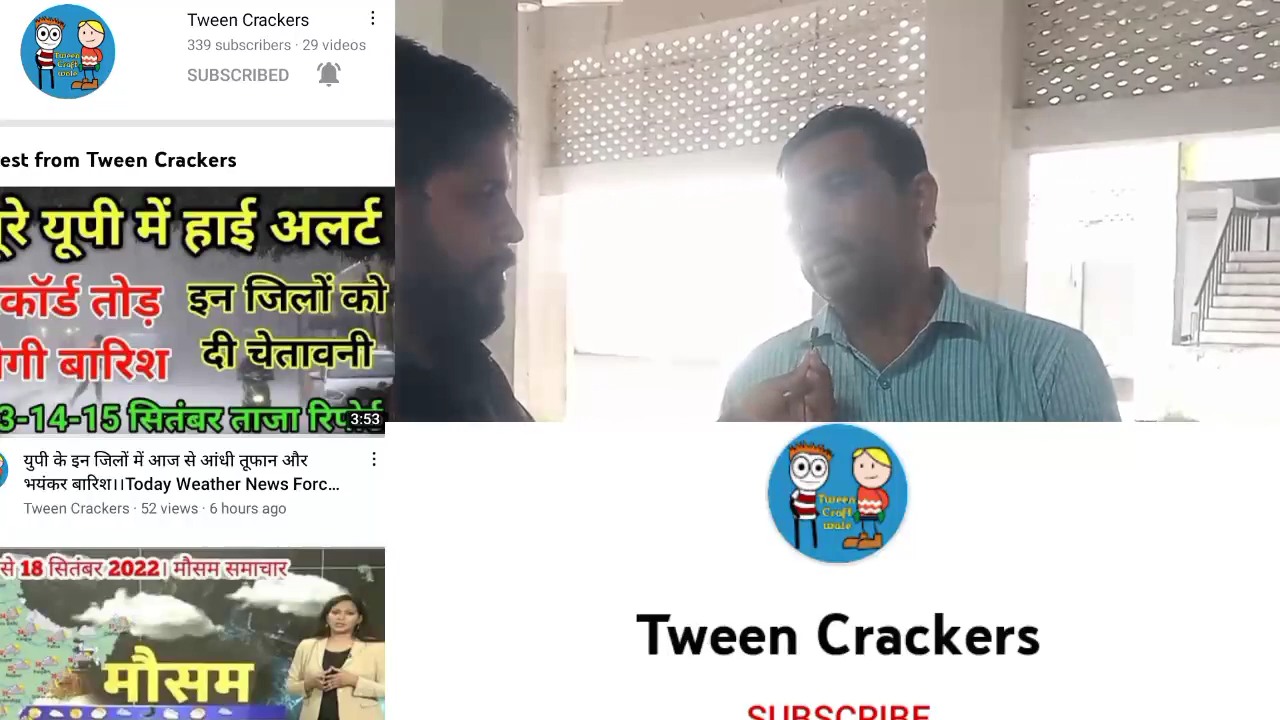 Tween Crackers
339 subscribers · 29 videos
SUBSCRIBED
est from Tween Crackers
रे यूपी में हाई अलर्ट
कॉर्ड तोड़ इन जिलों को
गी बारिश दी चेतावनी
3-14-15 सितंबर ताजा रिपोर्ट
3:53
युपी के इन जिलों में आज से आंधी तूफान और
भयंकर बारिश।।Today Weather News Forc...
Tween Crackers · 52 views · 6 hours ago
से 18 सितंबर 2022। मौसम समाचार
मौसम
Tween
Craft
wale
Tween
Craft
wale
Tween Crackers
SUBSCRIBE